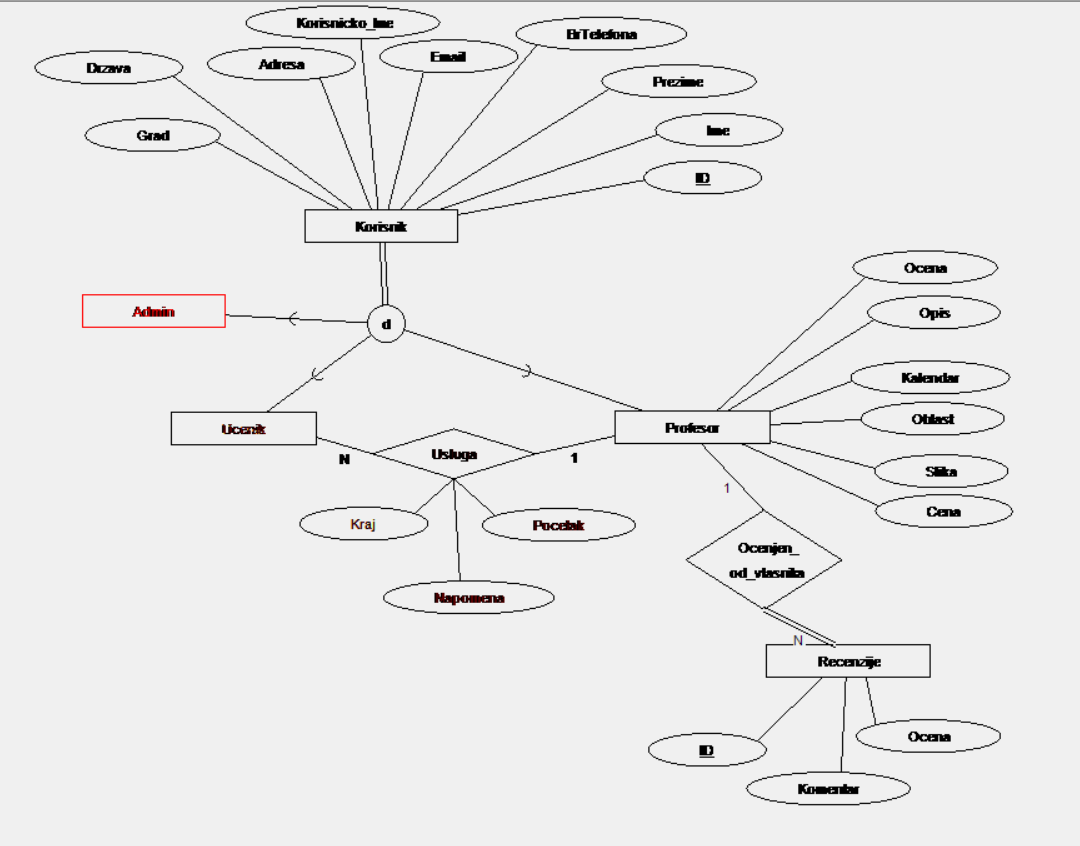 Korisnicko_Ime
BrTelefona
Email
Adresa
Drzava
Prezime
Ime
Grad
ID
Korisnik
Ocena
Admin
d
Opis
Kalendar
Oblast
Ucenik
Profesor
Usluga
N
1
Slika
1
Cena
Kraj
Pocetak
Ocenjen_
od_vlasnika
Napomena
N
Recenzije
Ocena
ID
Komentar